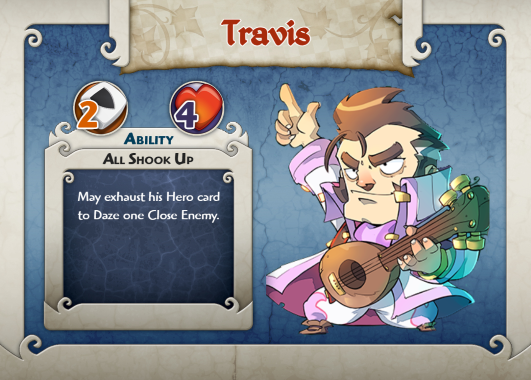 Travis
2
4
ABILITY
ALL SHOOK UP
May exhaust his Hero card
to Daze one Close Enemy.